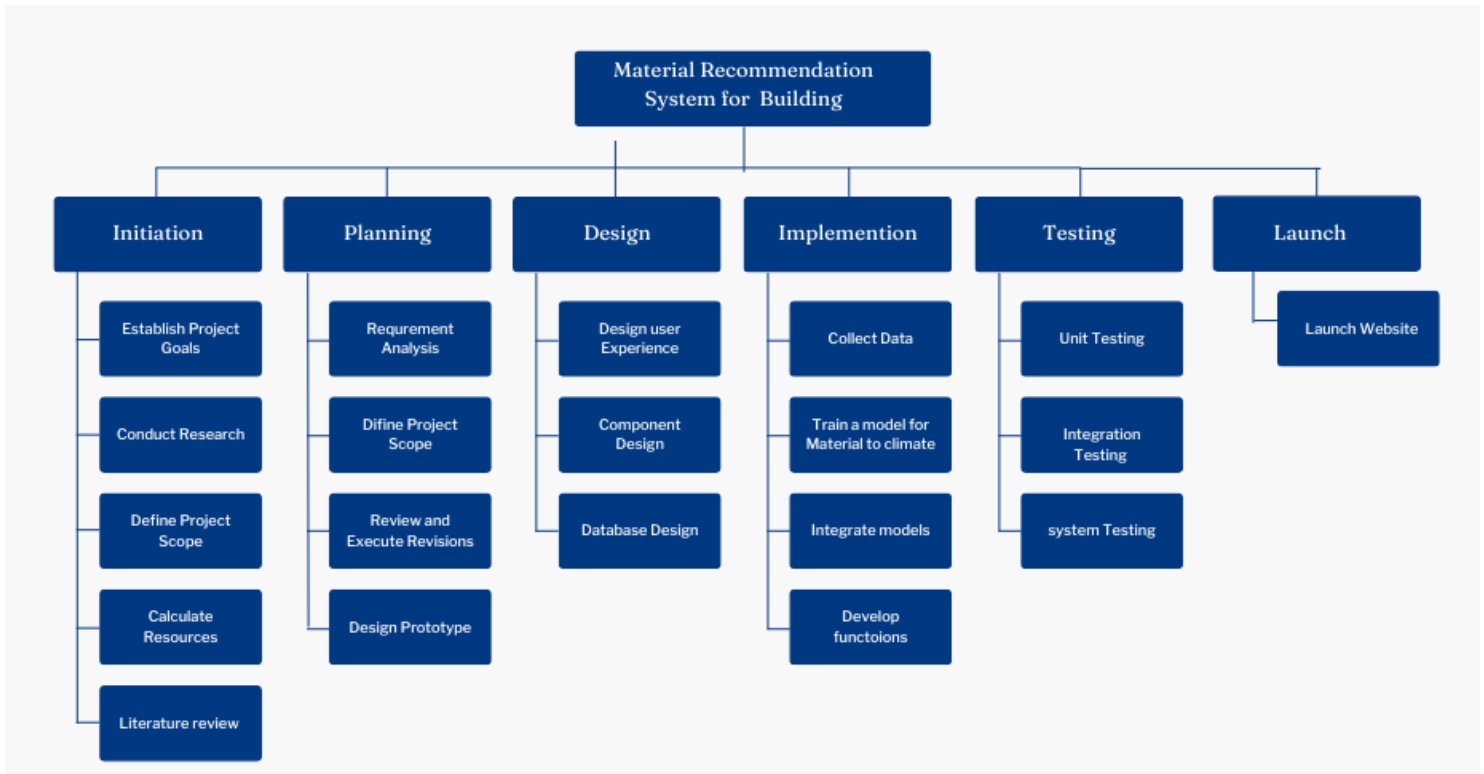 Material Recommendation
System for Building
Initiation
Planning
Design
Implemention
Testing
Launch
Establish Project
Goals
Conduct Research
Define Project
Scope
Calculate
Resources
Literature review
Requrement
Analysis
Difine Project
Scope
Review and
Execute Revisions
Design Prototype
Design user
Experience
Component
Design
Database Design
Collect Data
Train a model for
Material to climate
Integrate models
Develop
functoions
Unit Testing
Integration
Testing
system Testing
Launch Website